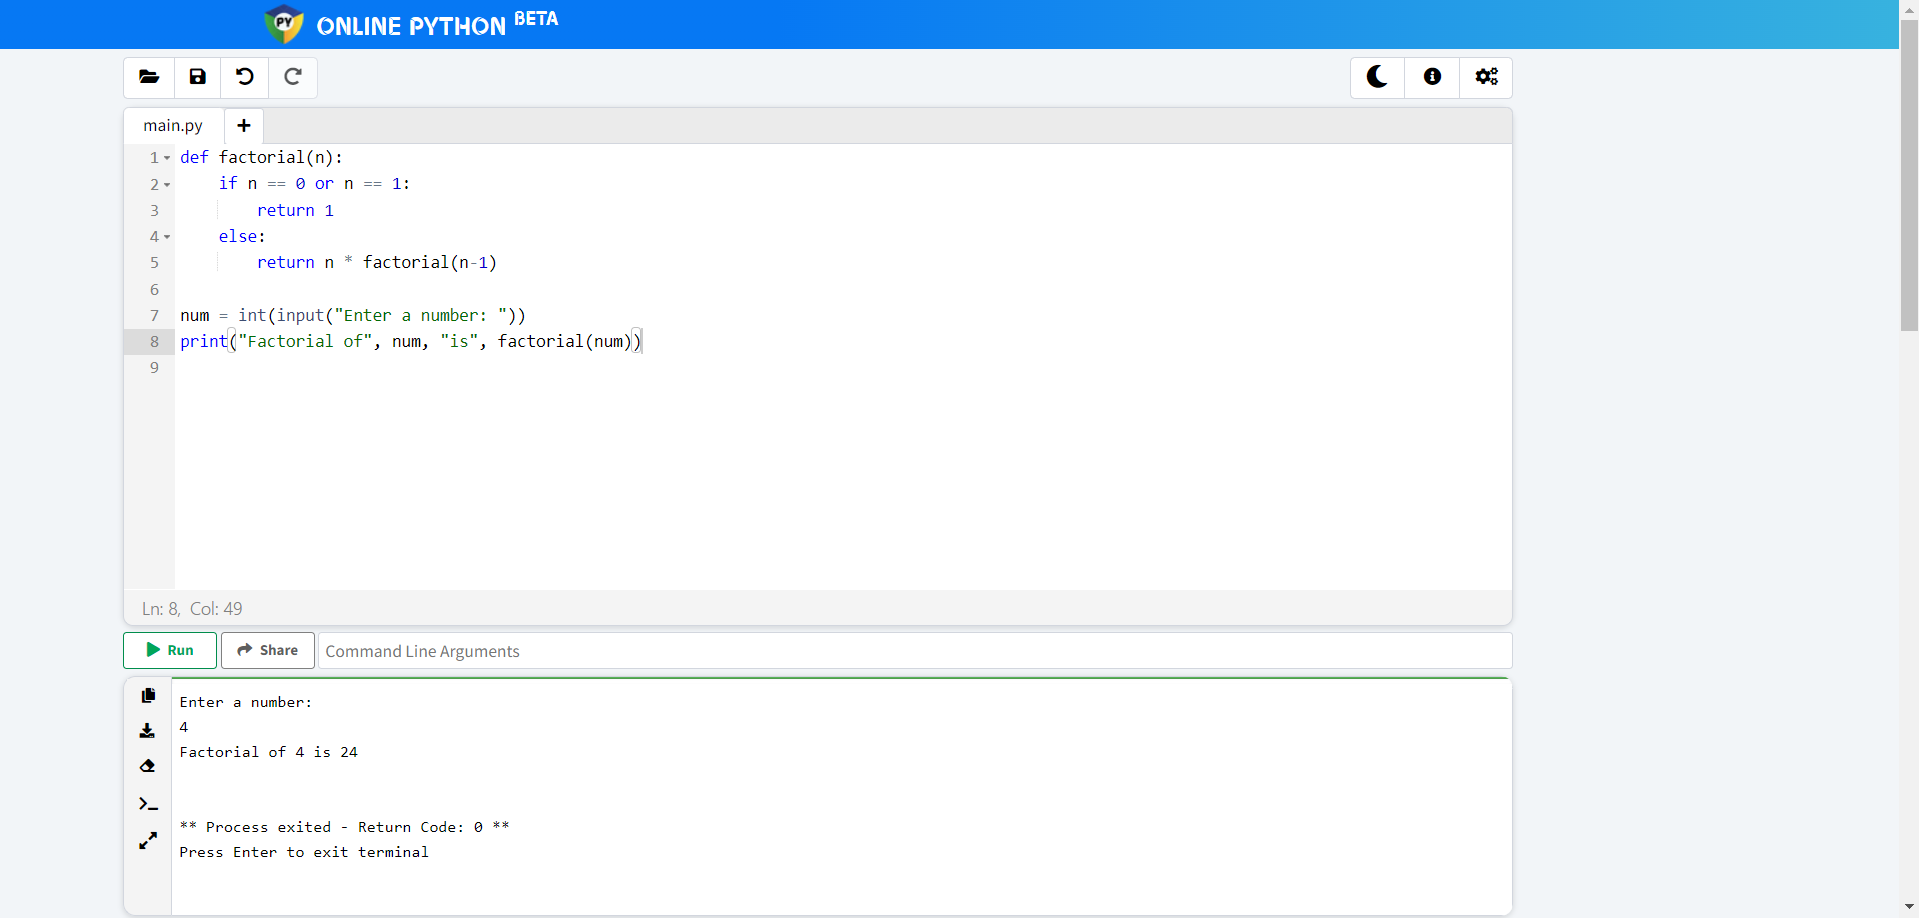 PY ONLINE PYTHON BETA
main.py +
1 def factorial(n):
2     if n == 0 or n == 1:
3         return 1
4     else:
5         return n * factorial(n-1)
6
7 num = int(input("Enter a number: "))
8 print("Factorial of", num, "is", factorial(num))
9
Ln: 8, Col: 49
Run Share Command Line Arguments
Enter a number:
4
Factorial of 4 is 24
** Process exited - Return Code: 0 **
Press Enter to exit terminal